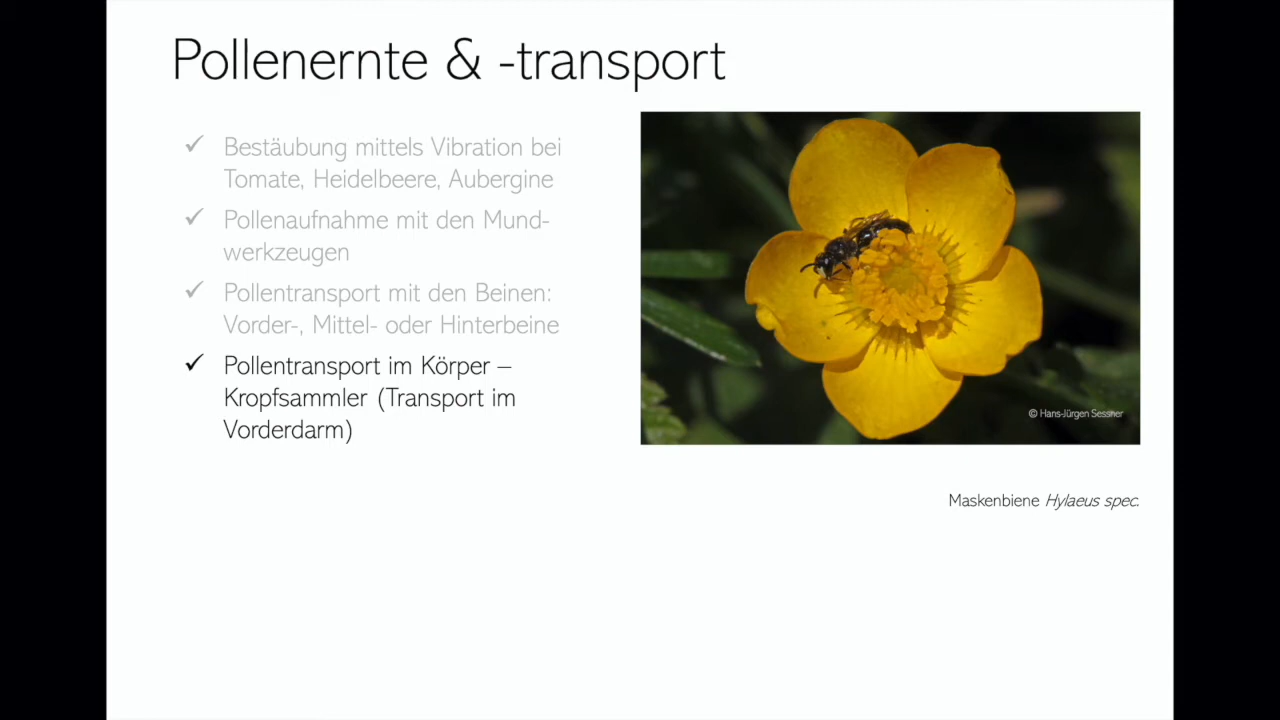 Pollenernte & -transport
✓ Bestäubung mittels Vibration bei
Tomate, Heidelbeere, Aubergine
✓ Pollenaufnahme mit den Mund-
werkzeugen
✓ Pollentransport mit den Beinen:
Vorder-, Mittel- oder Hinterbeine
✓ Pollentransport im Körper –
Kropfsammler (Transport im
Vorderdarm)
© Hans-Jürgen Sessner
Maskenbiene Hylaeus spec.